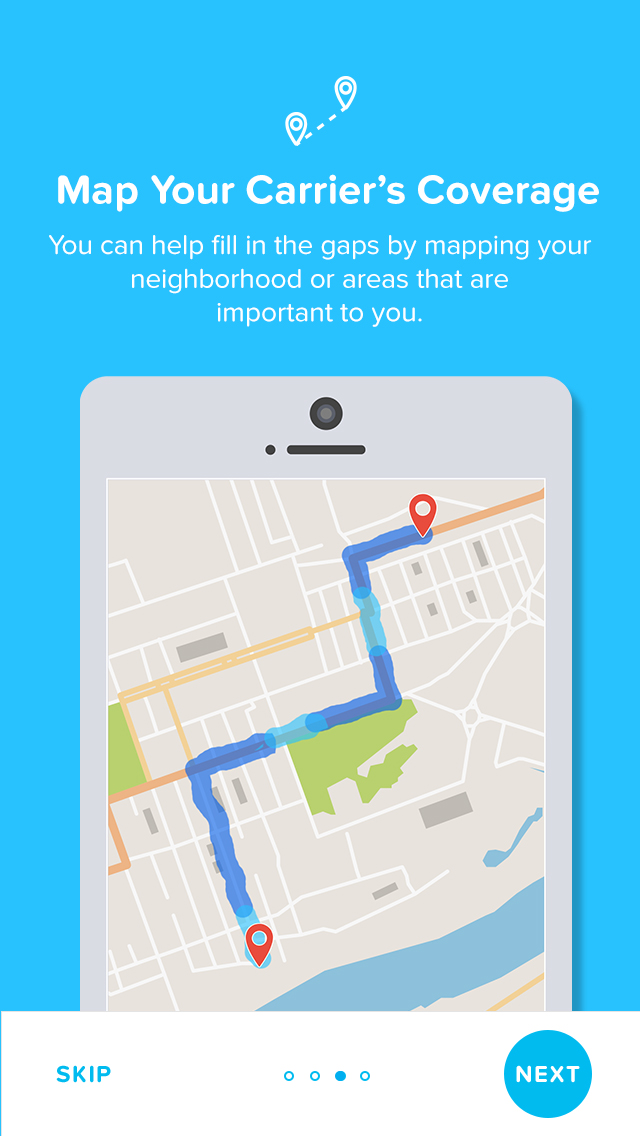 Map Your Carrier’s Coverage
You can help fill in the gaps by mapping your
neighborhood or areas that are
important to you.
SKIP
NEXT